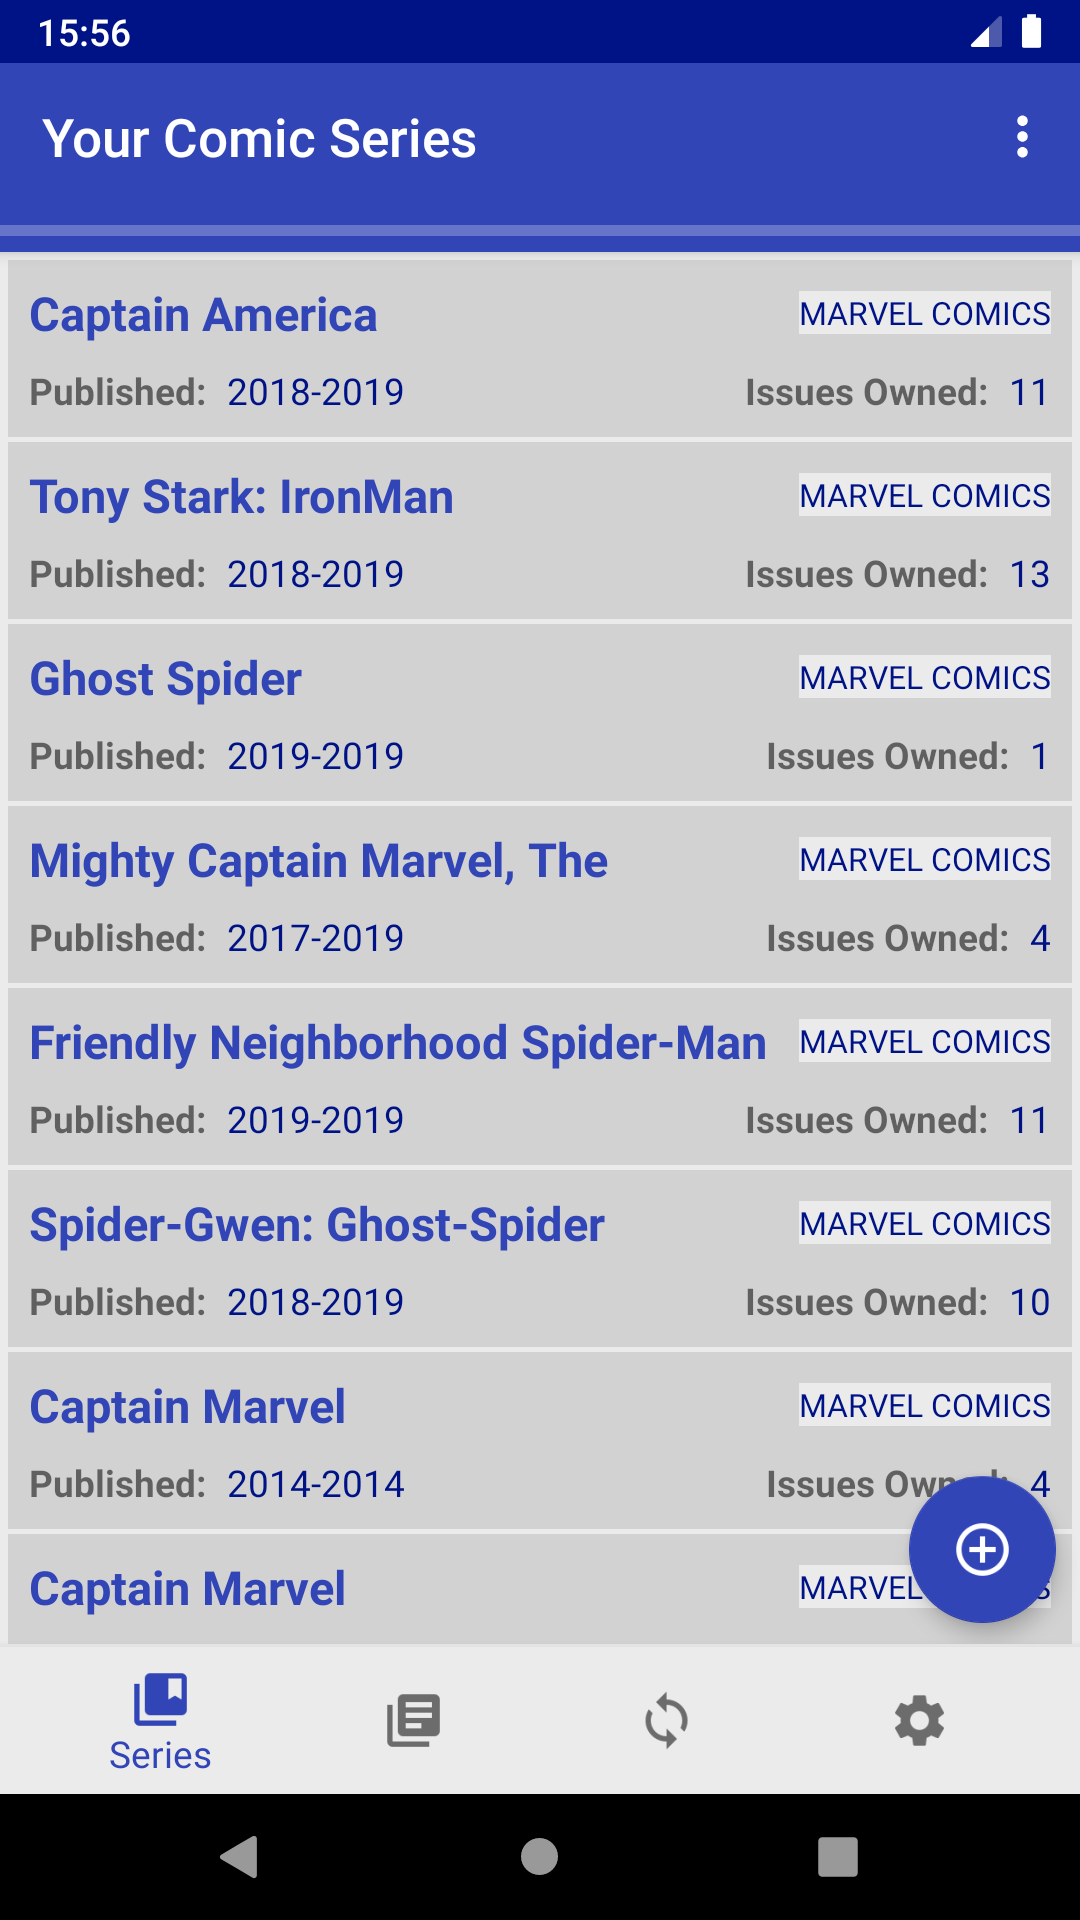 15:56
Your Comic Series
Captain America MARVEL COMICS
Published: 2018-2019 Issues Owned: 11
Tony Stark: IronMan MARVEL COMICS
Published: 2018-2019 Issues Owned: 13
Ghost Spider MARVEL COMICS
Published: 2019-2019 Issues Owned: 1
Mighty Captain Marvel, The MARVEL COMICS
Published: 2017-2019 Issues Owned: 4
Friendly Neighborhood Spider-Man MARVEL COMICS
Published: 2019-2019 Issues Owned: 11
Spider-Gwen: Ghost-Spider MARVEL COMICS
Published: 2018-2019 Issues Owned: 10
Captain Marvel MARVEL COMICS
Published: 2014-2014 Issues Owned: 4
Captain Marvel MARVEL
Series